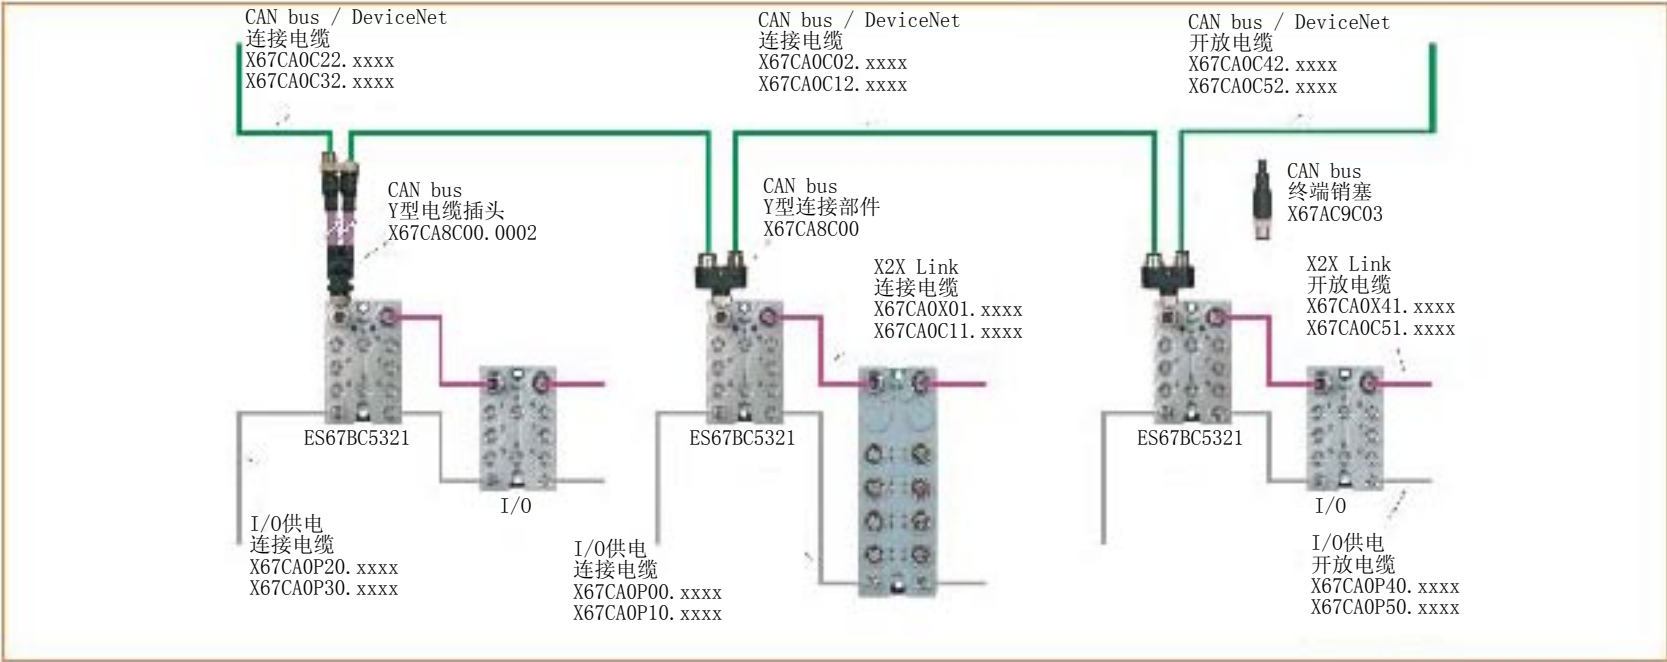 CAN bus / DeviceNet
连接电缆
X67CA0C22.xxxx
X67CA0C32.xxxx
CAN bus / DeviceNet
连接电缆
X67CA0C02.xxxx
X67CA0C12.xxxx
CAN bus / DeviceNet
开放电缆
X67CA0C42.xxxx
X67CA0C52.xxxx
CAN bus
Y型电缆插头
X67CA8C00.0002
CAN bus
Y型连接部件
X67CA8C00
CAN bus
终端销塞
X67AC9C03
X2X Link
连接电缆
X67CA0X01.xxxx
X67CA0C11.xxxx
X2X Link
开放电缆
X67CA0X41.xxxx
X67CA0C51.xxxx
ES67BC5321
ES67BC5321
ES67BC5321
I/O
I/O
I/O供电
连接电缆
X67CA0P20.xxxx
X67CA0P30.xxxx
I/O供电
连接电缆
X67CA0P00.xxxx
X67CA0P10.xxxx
I/O供电
开放电缆
X67CA0P40.xxxx
X67CA0P50.xxxx